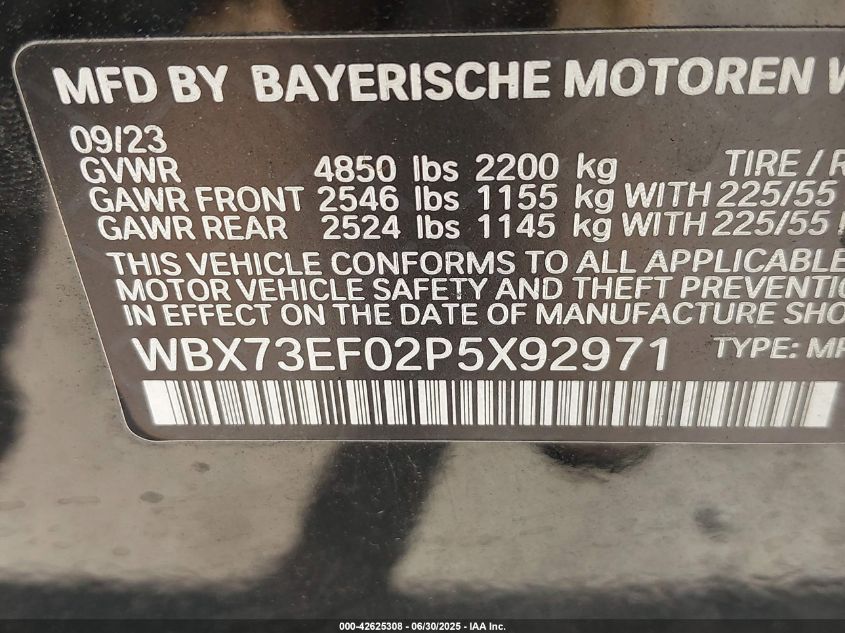 MFD BY BAYERISCHE MOTOREN W
09/23
GVWR 4850 lbs 2200 kg TIRE / R
GAWR FRONT 2546 lbs 1155 kg WITH 225/55
GAWR REAR 2524 lbs 1145 kg WITH 225/55
THIS VEHICLE CONFORMS TO ALL APPLICABLE
MOTOR VEHICLE SAFETY AND THEFT PREVENTIO
IN EFFECT ON THE DATE OF MANUFACTURE SHO
WBX73EF02P5X92971 TYPE: MP
000-42625308 - 06/30/2025 - IAA Inc.